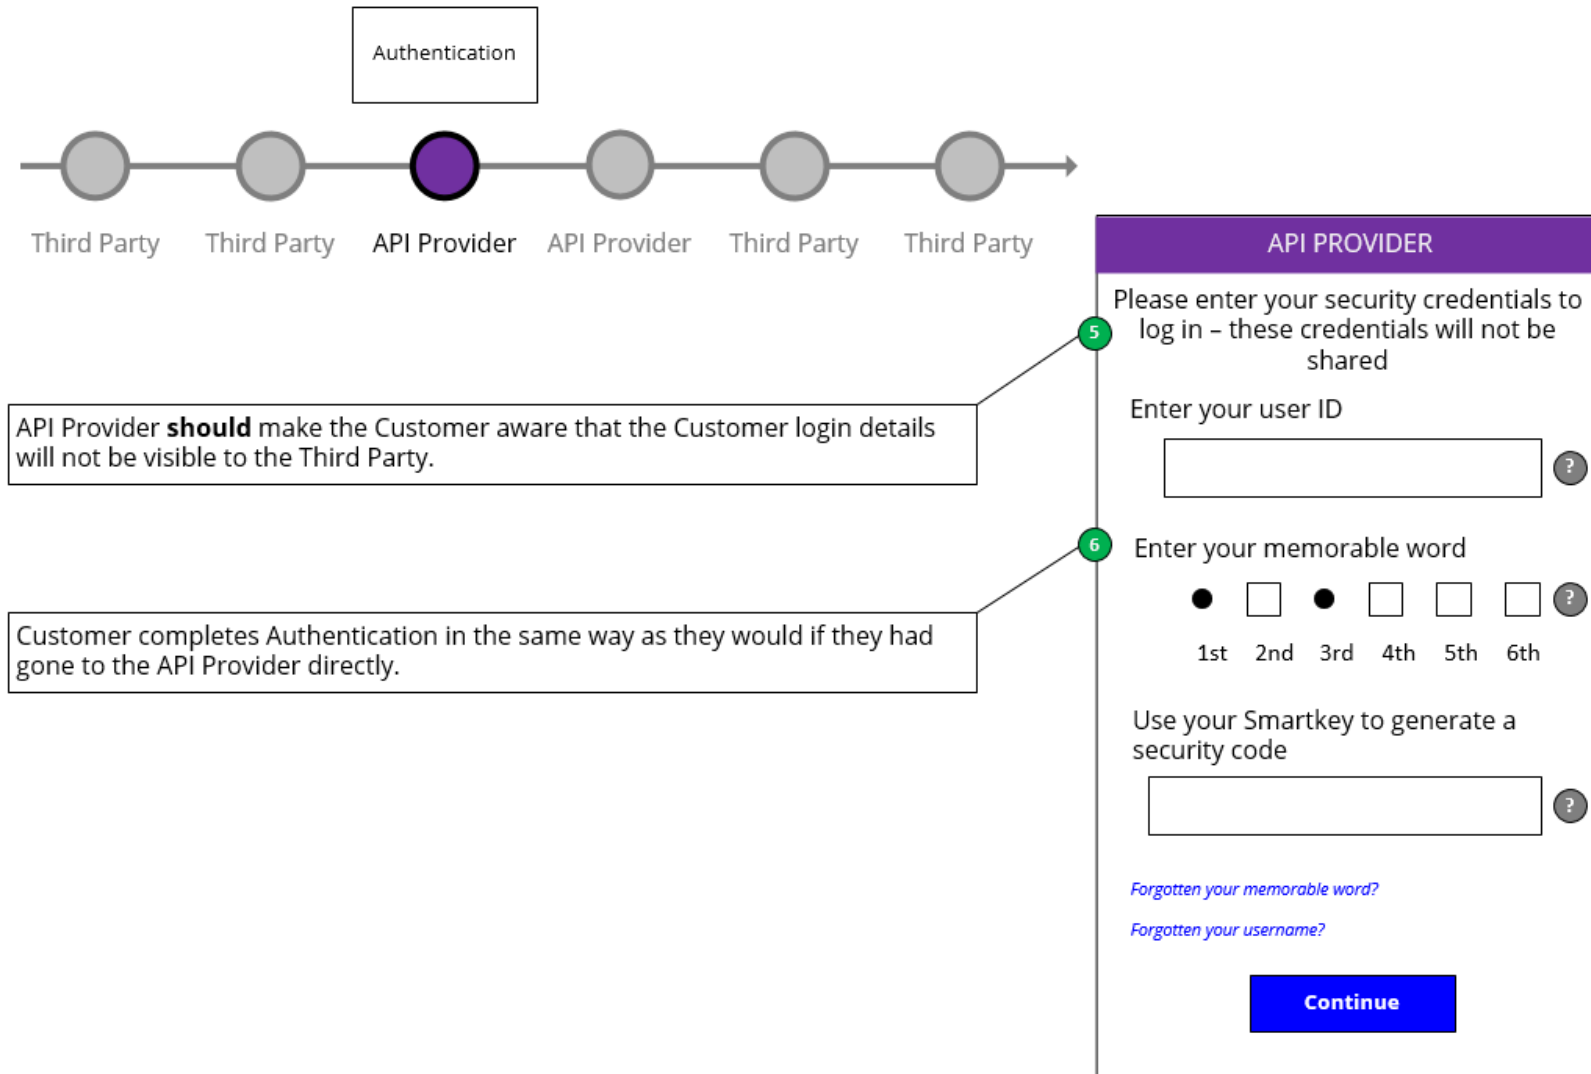 Authentication
Third Party
Third Party
API Provider
API Provider
Third Party
Third Party
API PROVIDER
Please enter your security credentials to
log in – these credentials will not be
shared
5
API Provider should make the Customer aware that the Customer login details
will not be visible to the Third Party.
Enter your user ID
?
6
Enter your memorable word
?
1st 2nd 3rd 4th 5th 6th
Customer completes Authentication in the same way as they would if they had
gone to the API Provider directly.
Use your Smartkey to generate a
security code
?
Forgotten your memorable word?
Forgotten your username?
Continue